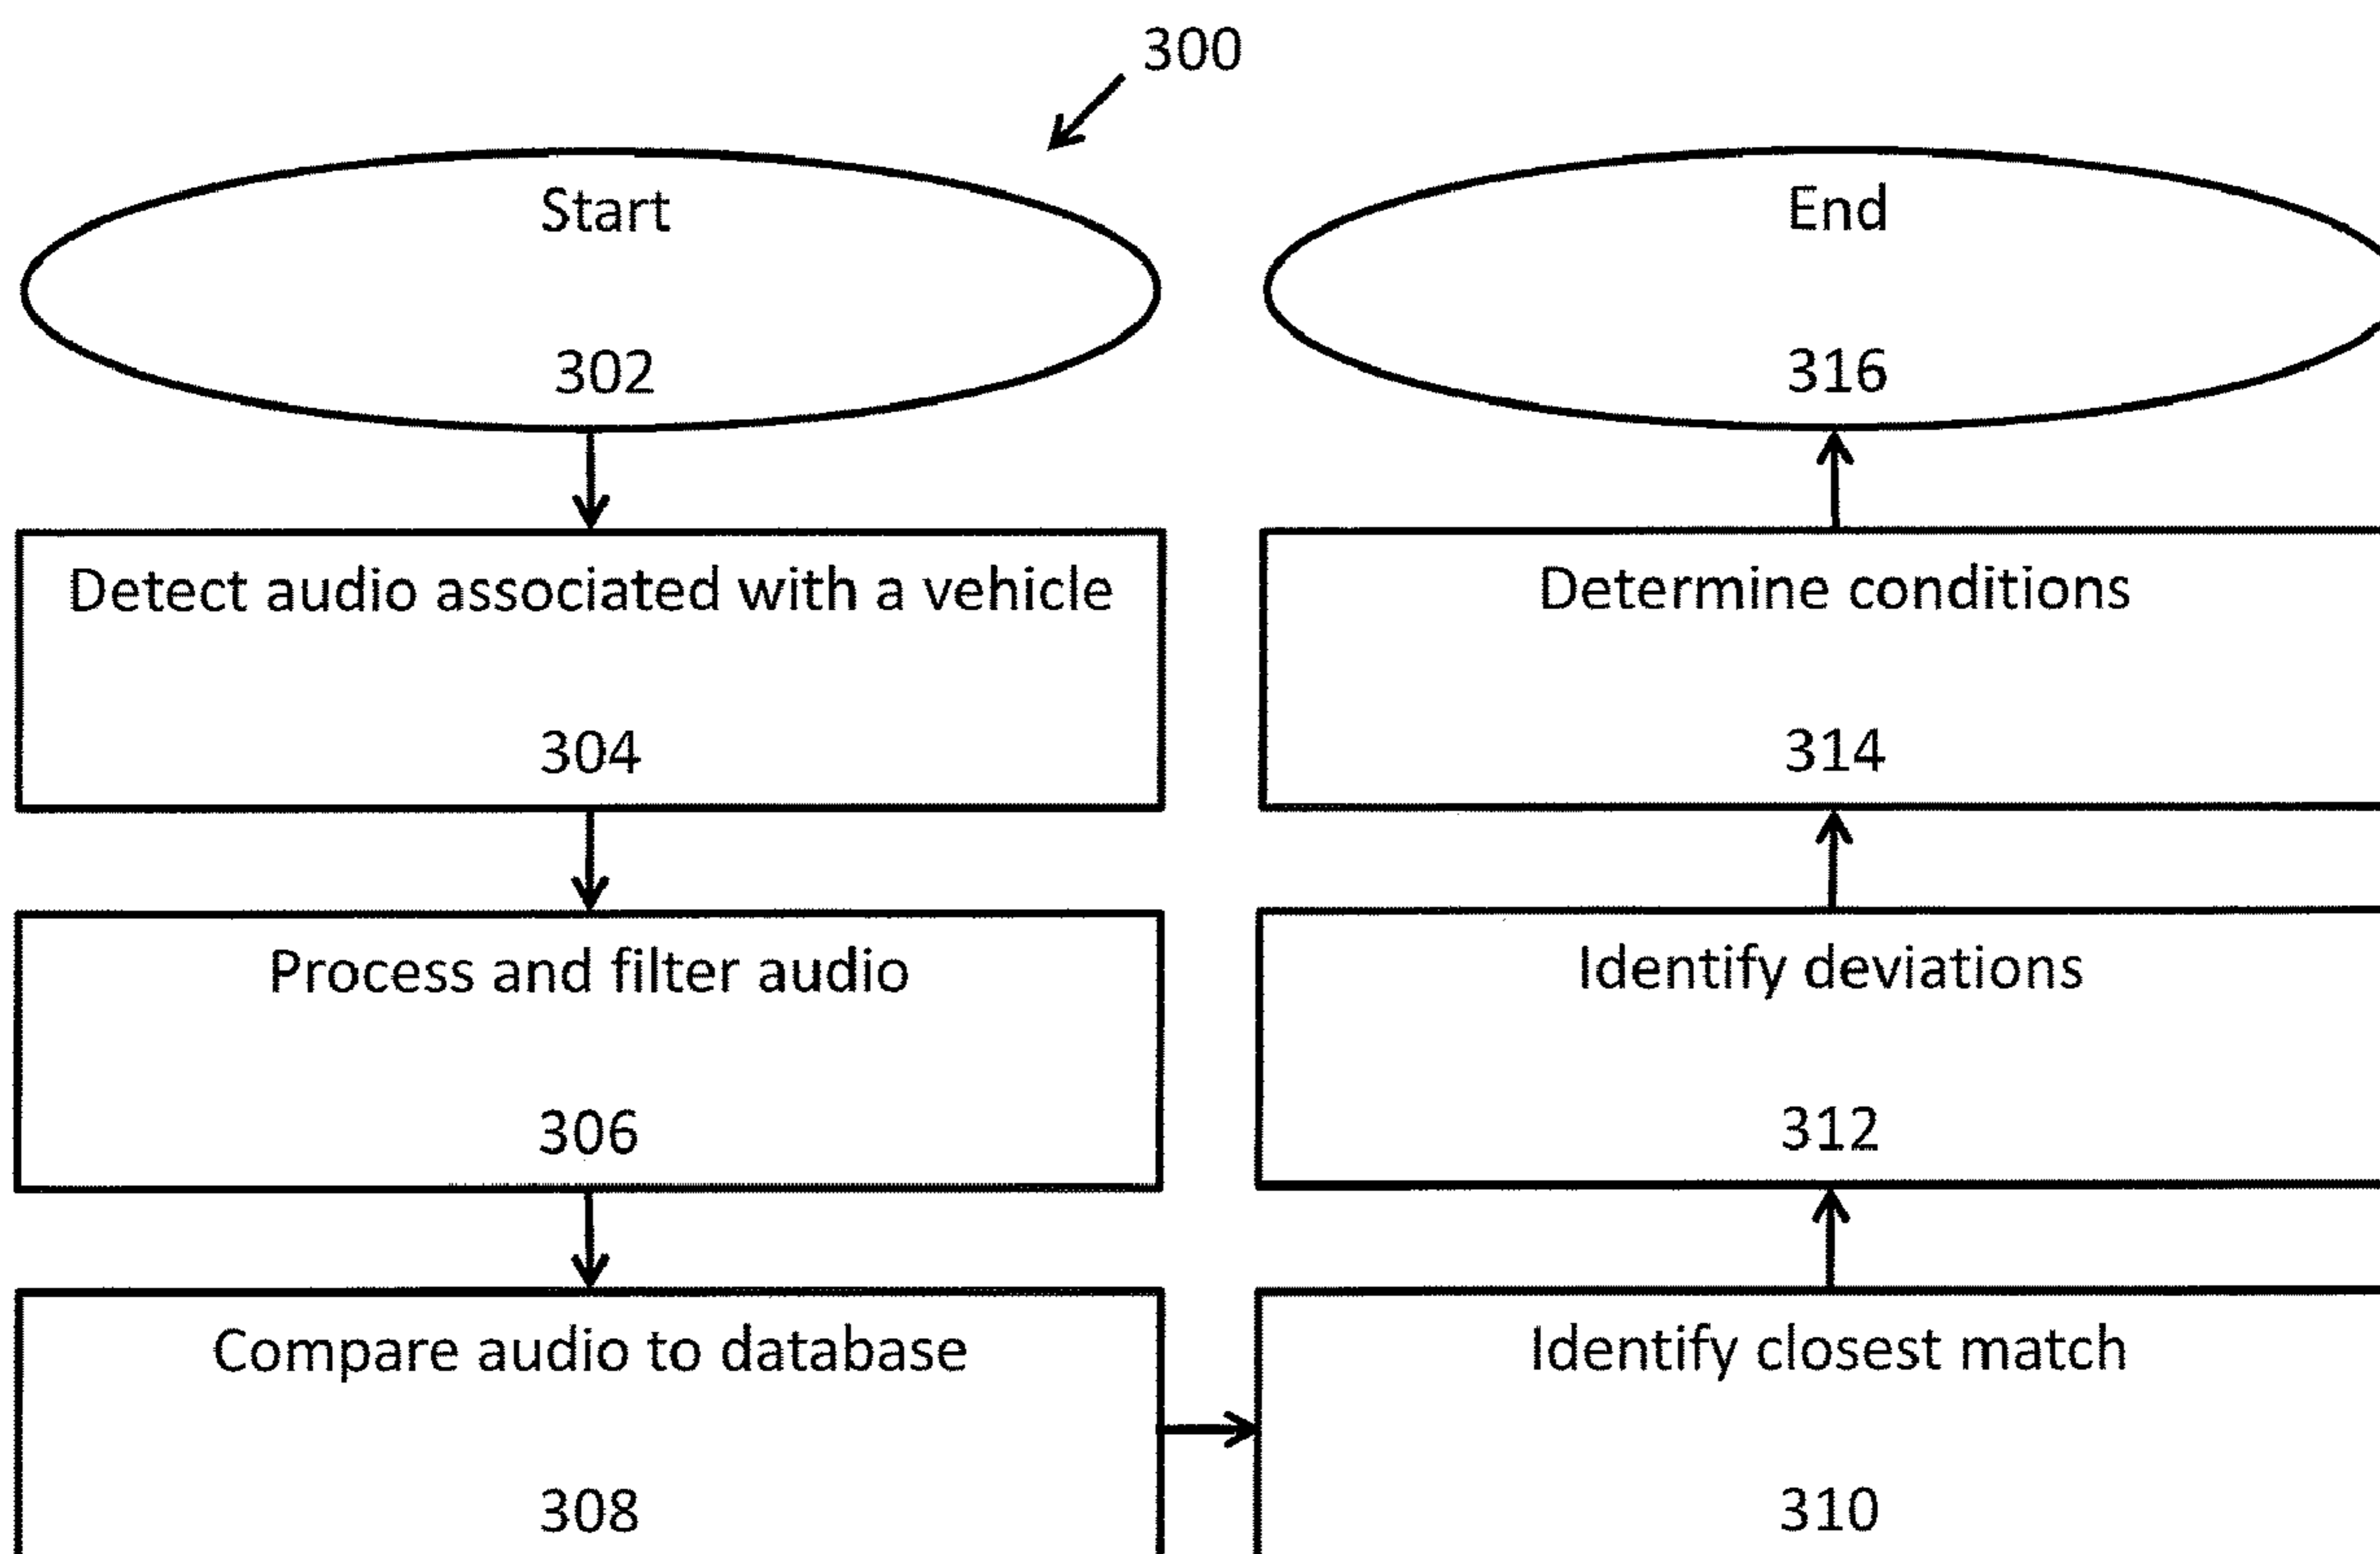 300
Start
302
Detect audio associated with a vehicle
304
Process and filter audio
306
Compare audio to database
308
Identify closest match
310
Identify deviations
312
Determine conditions
314
End
316